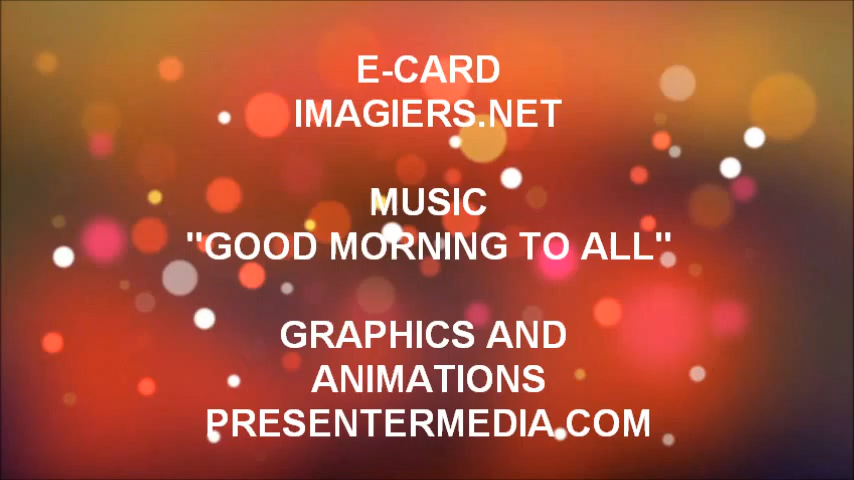 E-CARD
IMAGIERS.NET
MUSIC
"GOOD MORNING TO ALL"
GRAPHICS AND
ANIMATIONS
PRESENTERMEDIA.COM